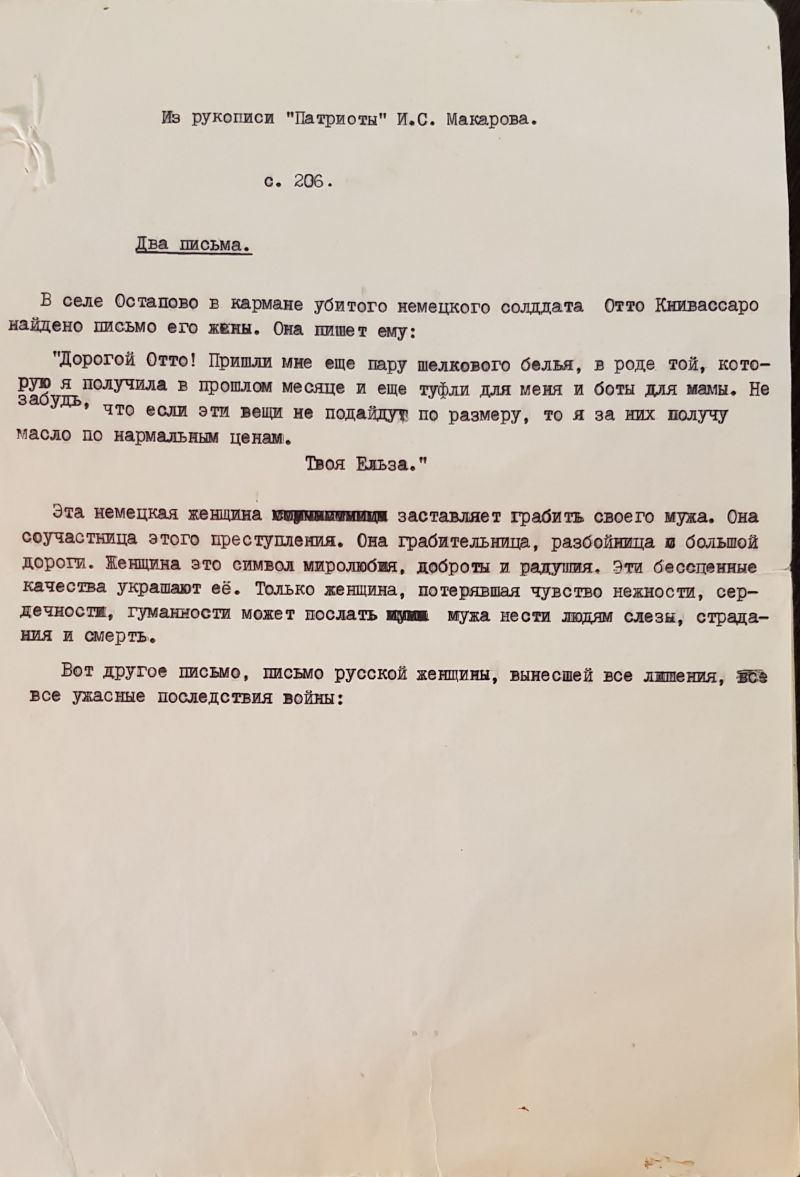 Из рукописи "Патриоты" И.С. Макарова.
с. 206.
Два письма.
В селе Остапово в кармане убитого немецкого солддата Отто Книвассаро
найдено письмо его жены. Она пишет ему:
"Дорогой Отто! Пришли мне еще пару шелкового белья, в роде той, кото-
рую я получила в прошлом месяце и еще туфли для меня и боты для мамы. Не
забудь, что если эти вещи не подайдут по размеру, то я за них получу
масло по нармальным ценам.
Твоя Ельза."
Эта немецкая женщина заставляет грабить своего мужа. Она
соучастница этого преступления. Она грабительница, разбойница с большой
дороги. Женщина это символ миролюбия, доброты и радушия. Эти бессценные
качества украшают её. Только женщина, потерявшая чувство нежности, сер-
дечности, гуманности может послать мужа нести людям слезы, страда-
ния и смерть.
Вот другое письмо, письмо русской женщины, вынесшей все лишения, все
все ужасные последствия войны: